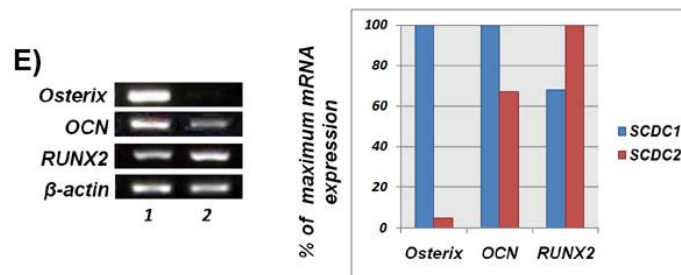 E)
Osterix
OCN
RUNX2
β-actin
1 2
% of maximum mRNA
expression
100
80
60
40
20
0
Osterix OCN RUNX2
SCDC1
SCDC2